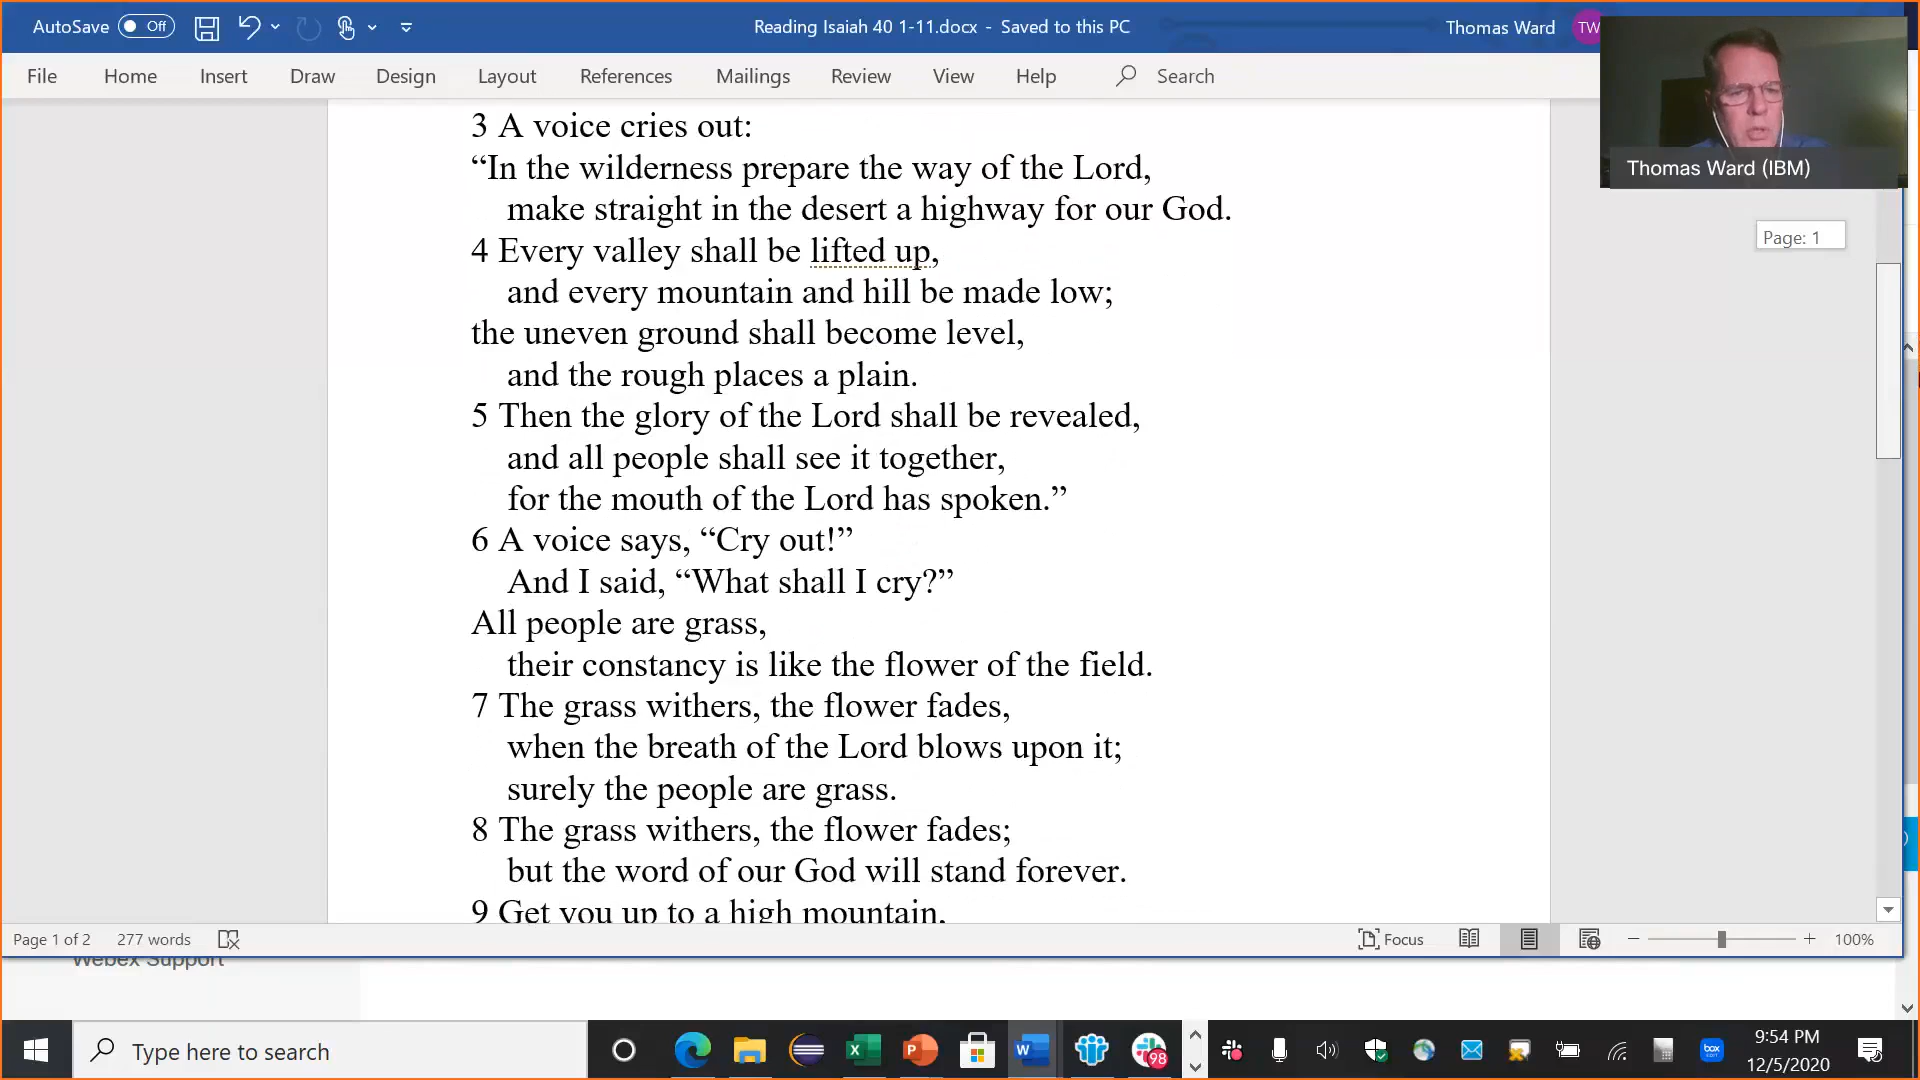 AutoSave Off Reading Isaiah 40 1-11.docx - Saved to this PC Thomas Ward TW
File Home Insert Draw Design Layout References Mailings Review View Help Search
Thomas Ward (IBM)
Page: 1
3 A voice cries out:
“In the wilderness prepare the way of the Lord,
make straight in the desert a highway for our God.
4 Every valley shall be lifted up,
and every mountain and hill be made low;
the uneven ground shall become level,
and the rough places a plain.
5 Then the glory of the Lord shall be revealed,
and all people shall see it together,
for the mouth of the Lord has spoken.”
6 A voice says, “Cry out!”
And I said, “What shall I cry?”
All people are grass,
their constancy is like the flower of the field.
7 The grass withers, the flower fades,
when the breath of the Lord blows upon it;
surely the people are grass.
8 The grass withers, the flower fades;
but the word of our God will stand forever.
9 Get you up to a high mountain,
Page 1 of 2 277 words Focus 100%
Webex Support
Type here to search 98 box 9:54 PM
12/5/2020